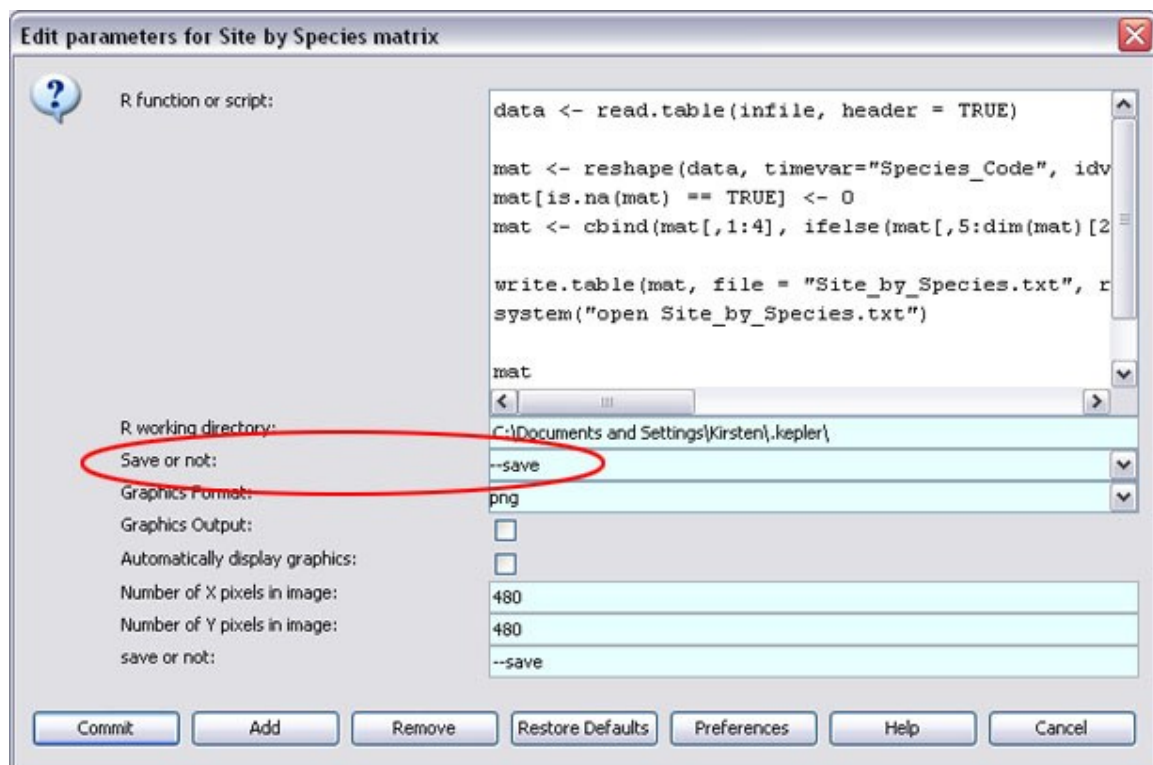 Edit parameters for Site by Species matrix
R function or script:
data <- read.table(infile, header = TRUE)
mat <- reshape(data, timevar="Species_Code", idv
mat[is.na(mat) == TRUE] <- 0
mat <- cbind(mat[,1:4], ifelse(mat[,5:dim(mat)[2
write.table(mat, file = "Site_by_Species.txt", r
system("open Site_by_Species.txt")
mat
R working directory: C:\Documents and Settings\Kirsten\.kepler\
Save or not: --save
Graphics Format: png
Graphics Output:
Automatically display graphics:
Number of X pixels in image: 480
Number of Y pixels in image: 480
save or not: --save
Commit Add Remove Restore Defaults Preferences Help Cancel